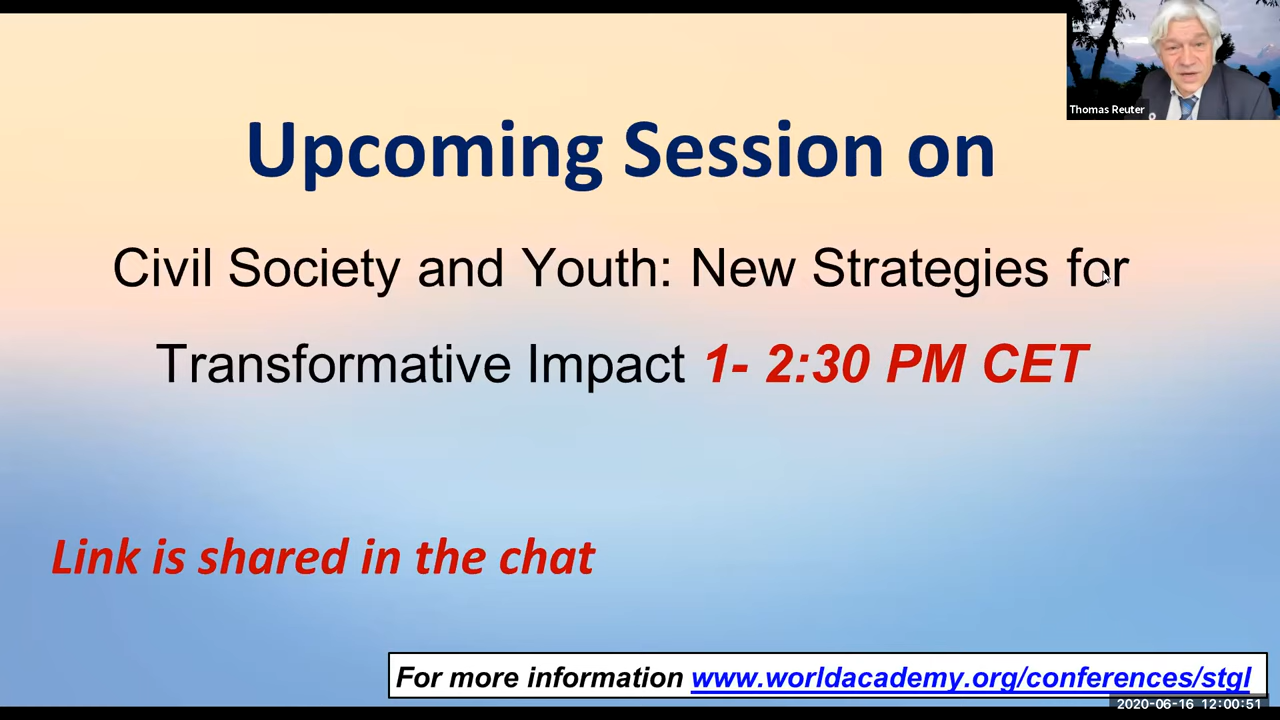 Thomas Reuter
Upcoming Session on
Civil Society and Youth: New Strategies for
Transformative Impact 1- 2:30 PM CET
Link is shared in the chat
For more information www.worldacademy.org/conferences/stgl
2020-06-16 12:00:51